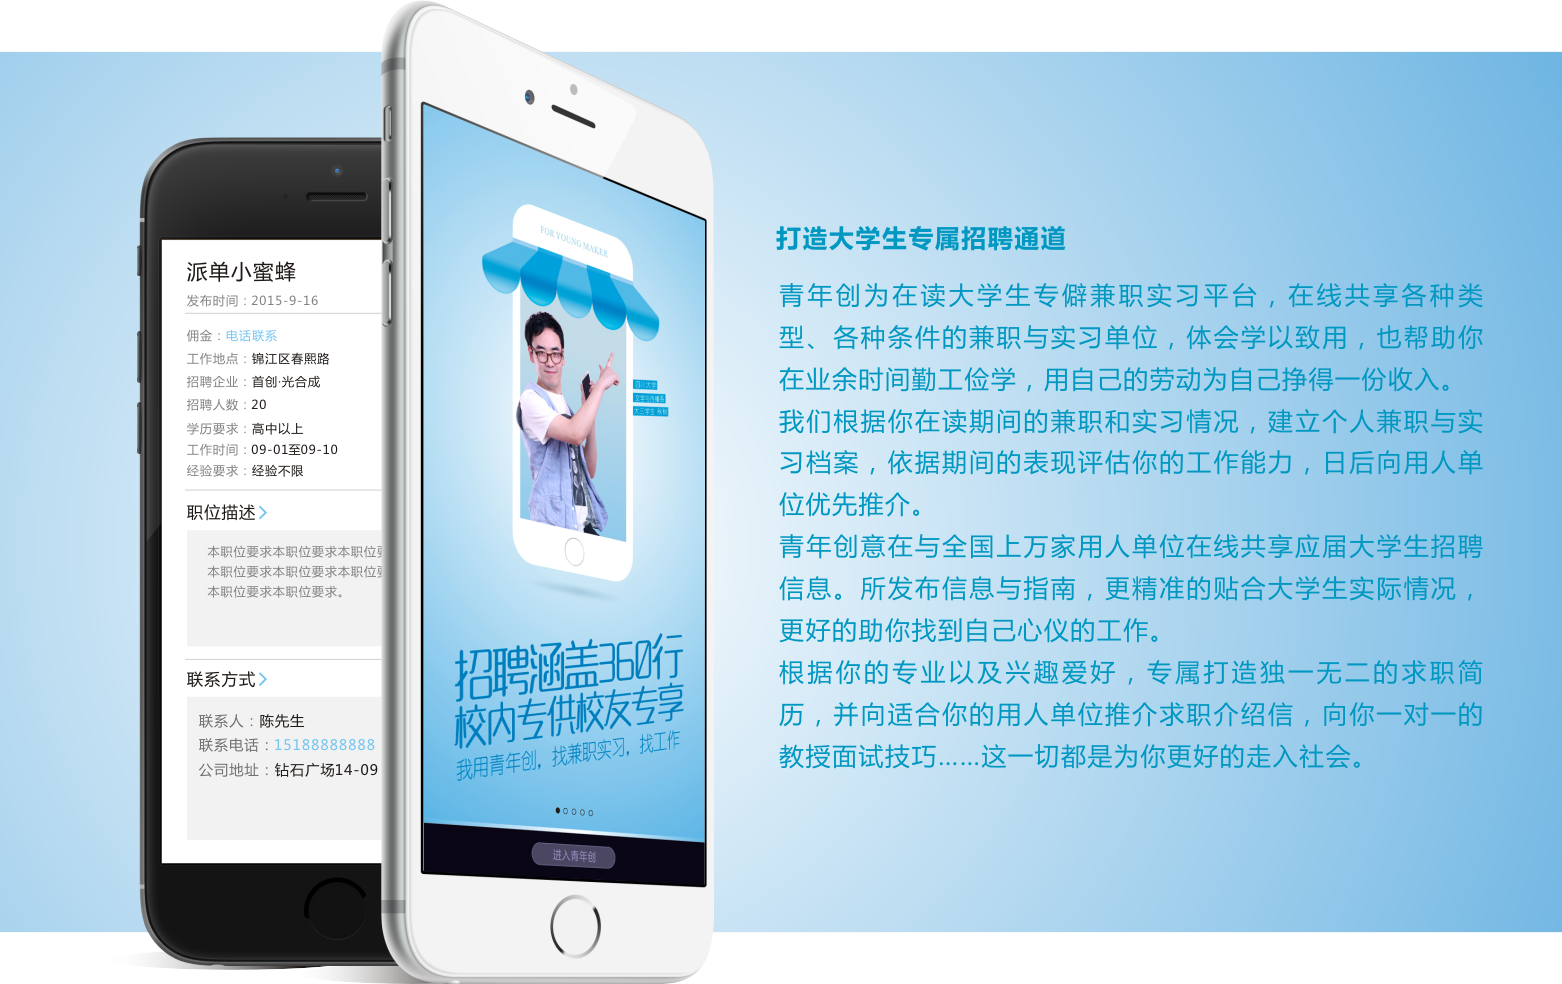 派单小蜜蜂
发布时间：2015-9-16
佣金：电话联系
工作地点：锦江区春熙路
招聘企业：首创·光合成
招聘人数：20
学历要求：高中以上
工作时间：09-01至09-10
经验要求：经验不限
职位描述
本职位要求本职位要求本职位要
本职位要求本职位要求本职位要
本职位要求本职位要求。
联系方式
联系人：陈先生
联系电话：15188888888
公司地址：钻石广场14-09
FOR YOUNG MAKER
四川大学
文学与传播系
招聘涵盖360行
校内专供校友专享
我用青年创，找兼职实习，找工作
进入青年创
打造大学生专属招聘通道
青年创为在读大学生专僻兼职实习平台，在线共享各种类
型、各种条件的兼职与实习单位，体会学以致用，也帮助你
在业余时间勤工俭学，用自己的劳动为自己挣得一份收入。
我们根据你在读期间的兼职和实习情况，建立个人兼职与实
习档案，依据期间的表现评估你的工作能力，日后向用人单
位优先推介。
青年创意在与全国上万家用人单位在线共享应届大学生招聘
信息。所发布信息与指南，更精准的贴合大学生实际情况，
更好的助你找到自己心仪的工作。
根据你的专业以及兴趣爱好，专属打造独一无二的求职简
历，并向适合你的用人单位推介求职介绍信，向你一对一的
教授面试技巧……这一切都是为你更好的走入社会。